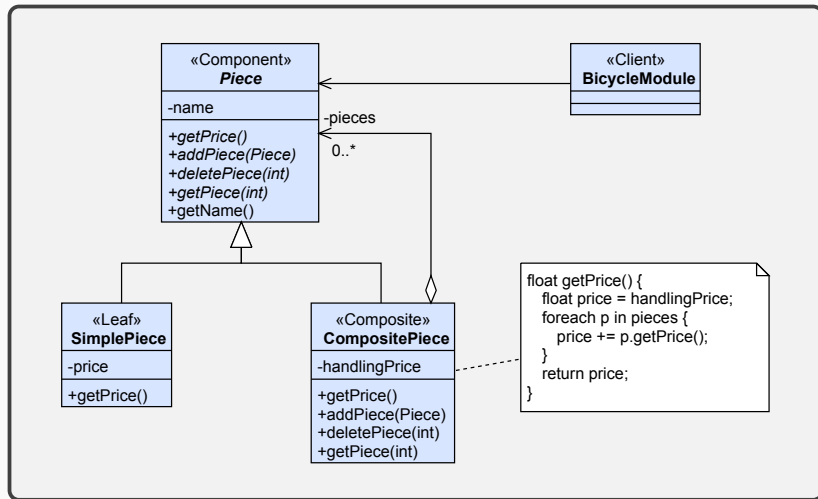 «Component»
Piece
-name
+getPrice()
+addPiece(Piece)
+deletePiece(int)
+getPiece(int)
+getName()
«Client»
BicycleModule
-pieces
0..*
«Leaf»
SimplePiece
-price
+getPrice()
«Composite»
CompositePiece
-handlingPrice
+getPrice()
+addPiece(Piece)
+deletePiece(int)
+getPiece(int)
float getPrice() {
float price = handlingPrice;
foreach p in pieces {
price += p.getPrice();
}
return price;
}